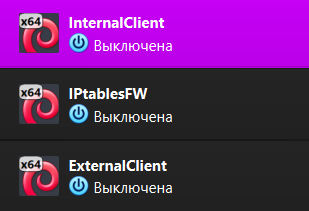 x64
InternalClient
Выключена
x64
IPtablesFW
Выключена
x64
ExternalClient
Выключена